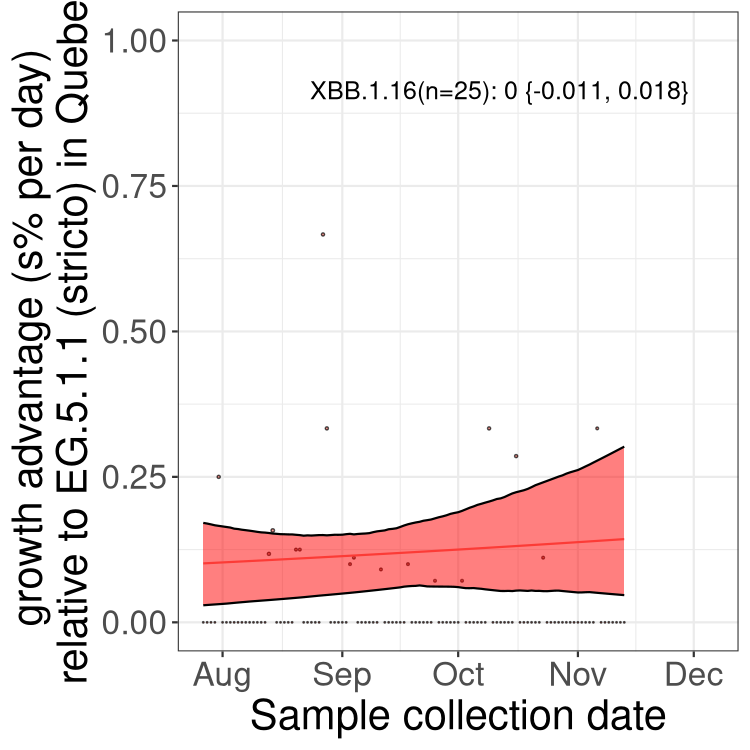 growth advantage (s% per day)
relative to EG.5.1.1 (stricto) in Quebe
1.00
XBB.1.16(n=25): 0 {-0.011, 0.018}
0.75
0.50
0.25
0.00
Aug Sep Oct Nov Dec
Sample collection date